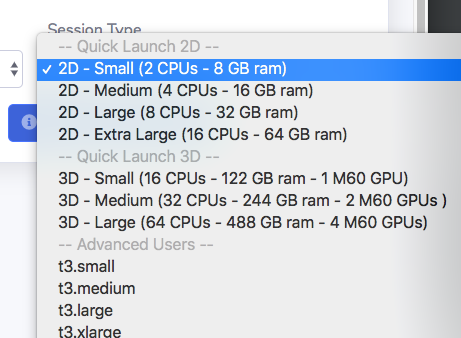 Session Type
-- Quick Launch 2D --
✓ 2D - Small (2 CPUs - 8 GB ram)
2D - Medium (4 CPUs - 16 GB ram)
2D - Large (8 CPUs - 32 GB ram)
2D - Extra Large (16 CPUs - 64 GB ram)
-- Quick Launch 3D --
3D - Small (16 CPUs - 122 GB ram - 1 M60 GPU)
3D - Medium (32 CPUs - 244 GB ram - 2 M60 GPUs )
3D - Large (64 CPUs - 488 GB ram - 4 M60 GPUs)
-- Advanced Users --
t3.small
t3.medium
t3.large
t3.xlarge